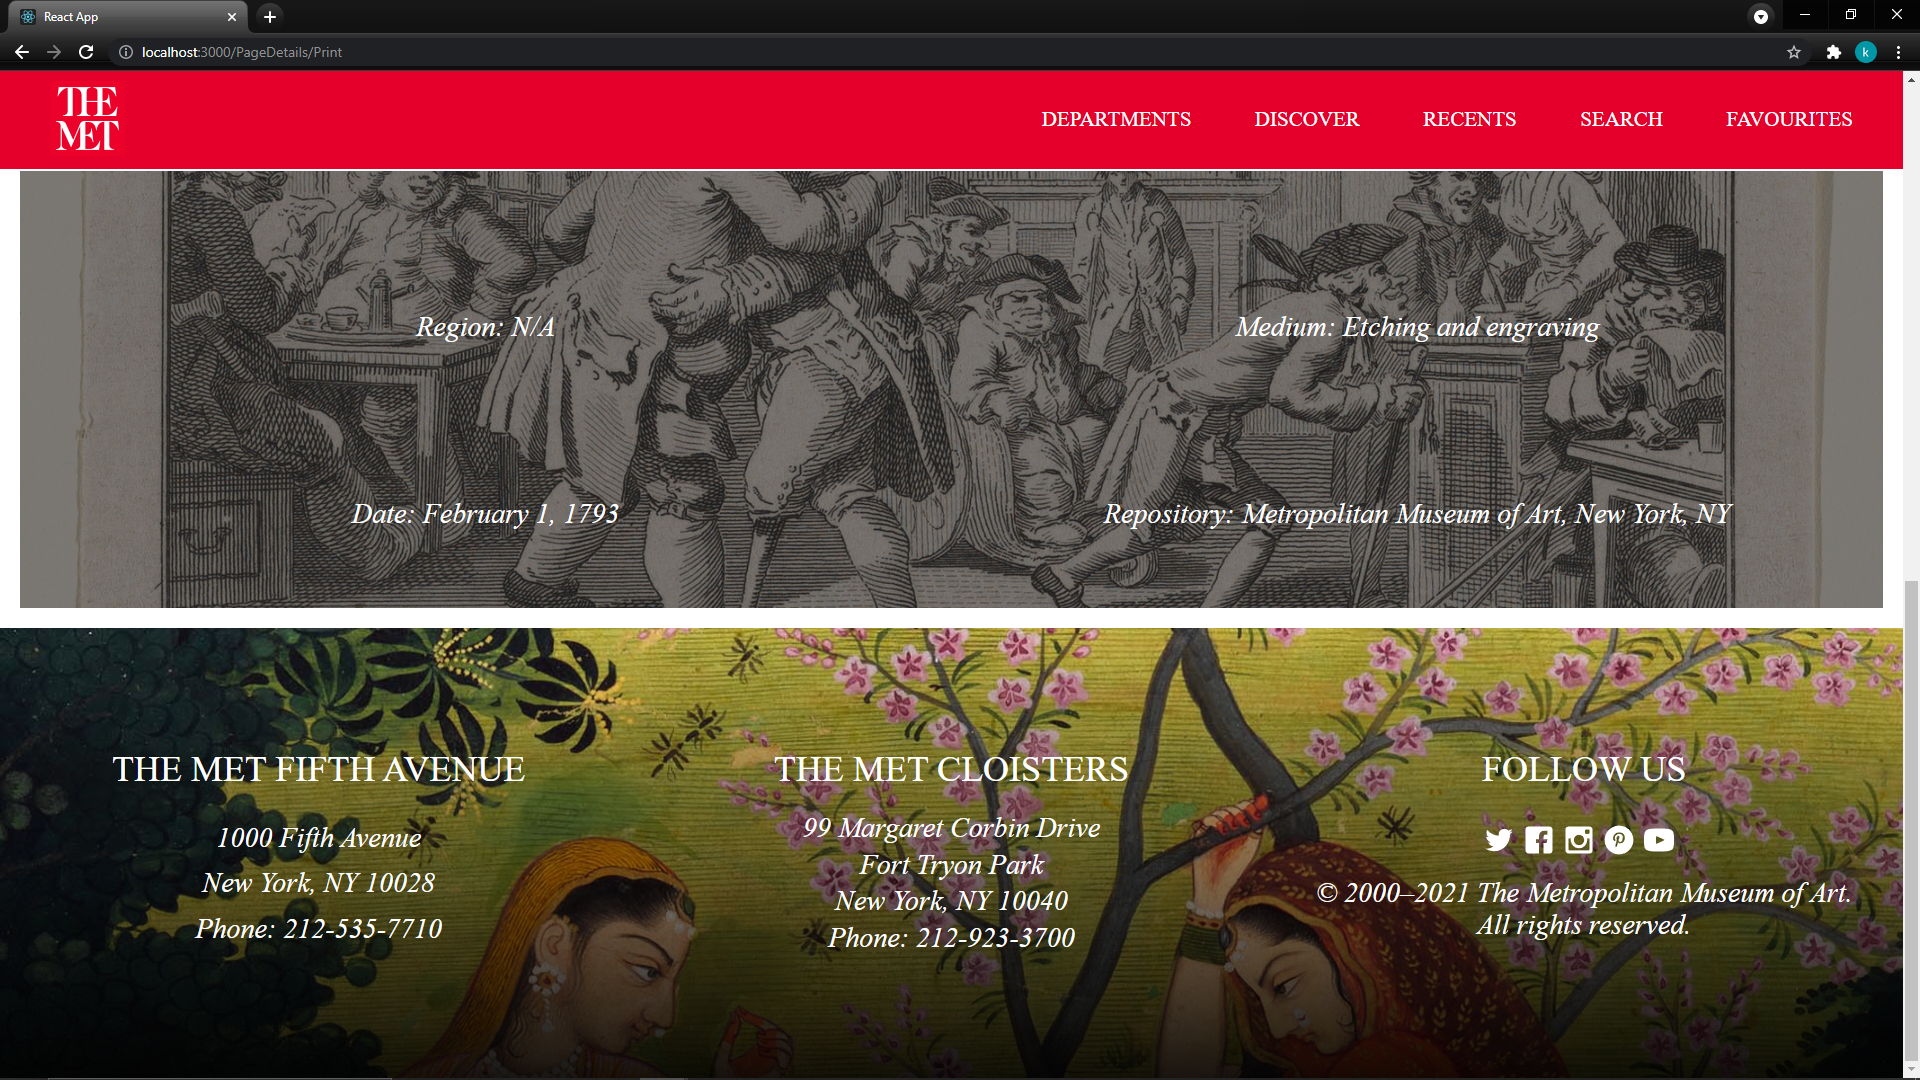 React App
localhost:3000/PageDetails/Print
k
THE
MET
DEPARTMENTS
DISCOVER
RECENTS
SEARCH
FAVOURITES
Region: N/A
Medium: Etching and engraving
Date: February 1, 1793
Repository: Metropolitan Museum of Art, New York, NY
THE MET FIFTH AVENUE
1000 Fifth Avenue
New York, NY 10028
Phone: 212-535-7710
THE MET CLOISTERS
99 Margaret Corbin Drive
Fort Tryon Park
New York, NY 10040
Phone: 212-923-3700
FOLLOW US
© 2000–2021 The Metropolitan Museum of Art.
All rights reserved.